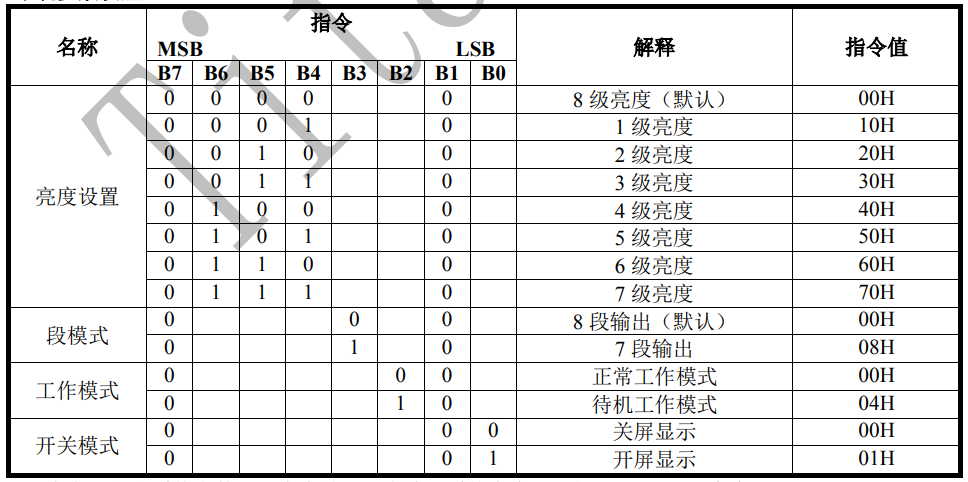 名称 指令 解释 指令值
MSB LSB
B7 B6 B5 B4 B3 B2 B1 B0
亮度设置
0 0 0 0 0 8 级亮度（默认） 00H
0 0 0 1 0 1 级亮度 10H
0 0 1 0 0 2 级亮度 20H
0 0 1 1 0 3 级亮度 30H
0 1 0 0 0 4 级亮度 40H
0 1 0 1 0 5 级亮度 50H
0 1 1 0 0 6 级亮度 60H
0 1 1 1 0 7 级亮度 70H
段模式
0 0 0 8 段输出（默认） 00H
0 1 0 7 段输出 08H
工作模式
0 0 0 正常工作模式 00H
0 1 0 待机工作模式 04H
开关模式
0 0 0 关屏显示 00H
0 0 1 开屏显示 01H